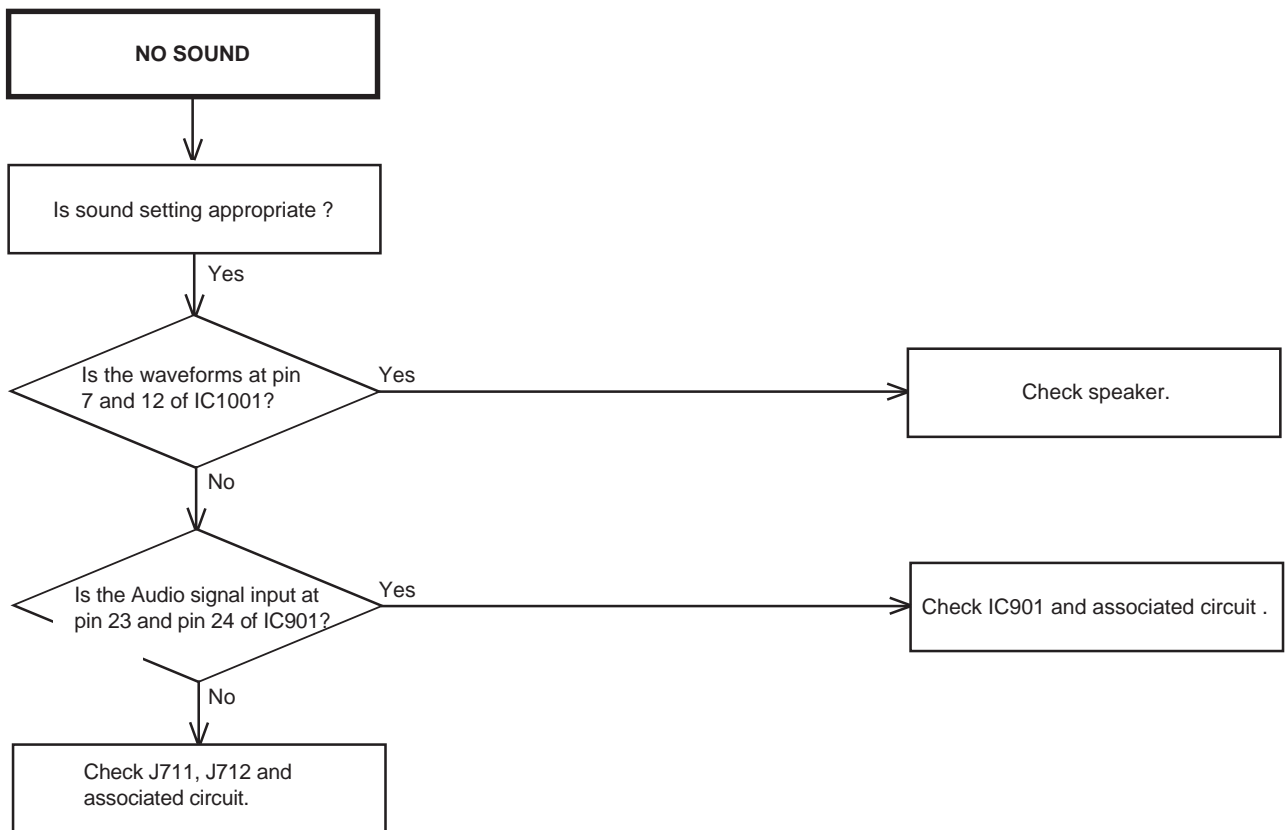 NO SOUND
Is sound setting appropriate ?
Yes
Is the waveforms at pin
7 and 12 of IC1001?
Yes
Check speaker.
No
Is the Audio signal input at
pin 23 and pin 24 of IC901?
Yes
Check IC901 and associated circuit .
No
Check J711, J712 and
associated circuit.